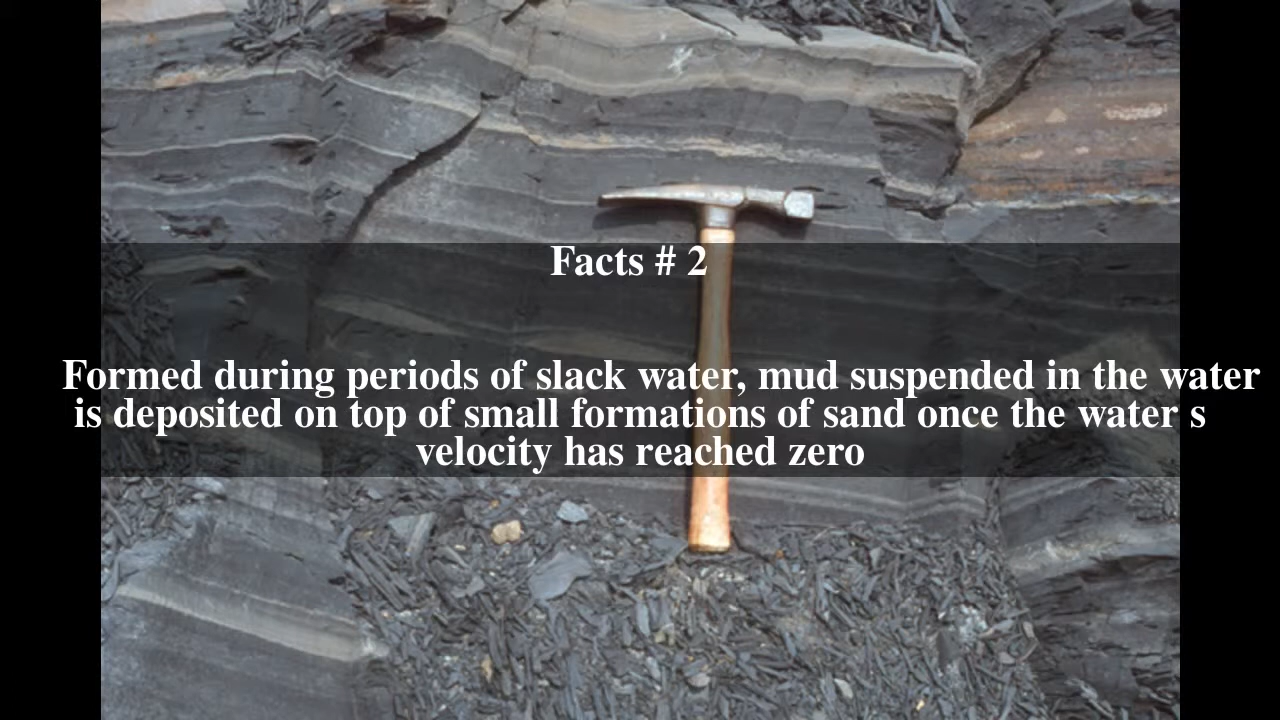 Facts # 2
Formed during periods of slack water, mud suspended in the water
is deposited on top of small formations of sand once the water s
velocity has reached zero